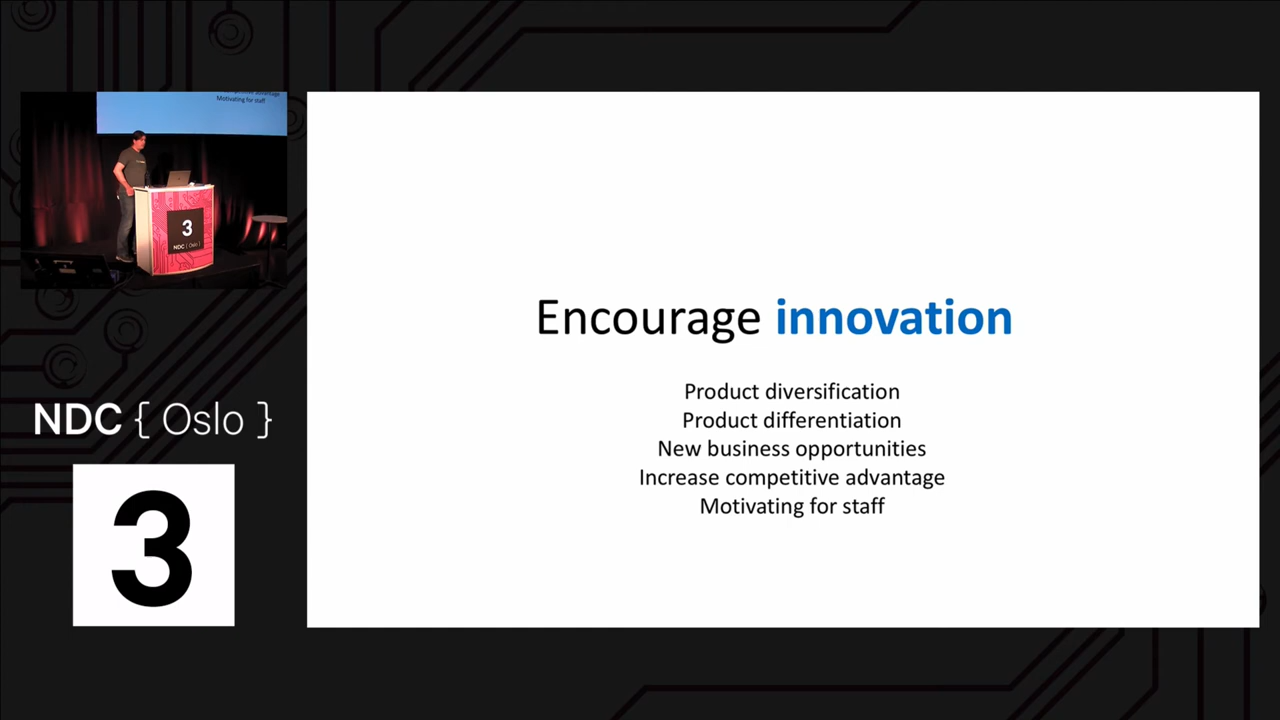 Motivating for staff
3
NDC { Oslo }
NDC { Oslo }
3
Encourage innovation
Product diversification
Product differentiation
New business opportunities
Increase competitive advantage
Motivating for staff